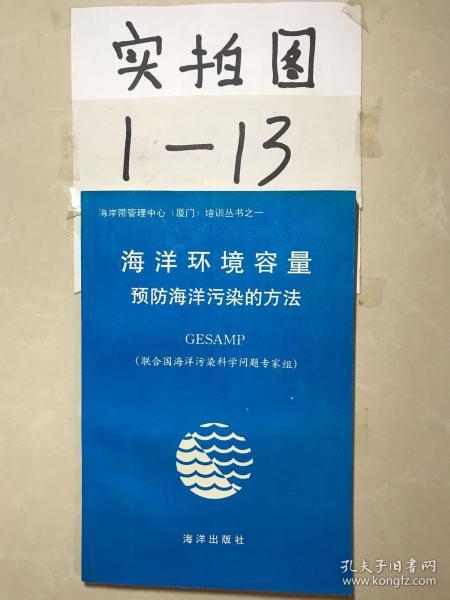 实拍图
1-13
海岸带管理中心（厦门）培训丛书之一
海洋环境容量
预防海洋污染的方法
GESAMP
（联合国海洋污染科学问题专家组）
海洋出版社
孔夫子旧书网
www.kongfz.com